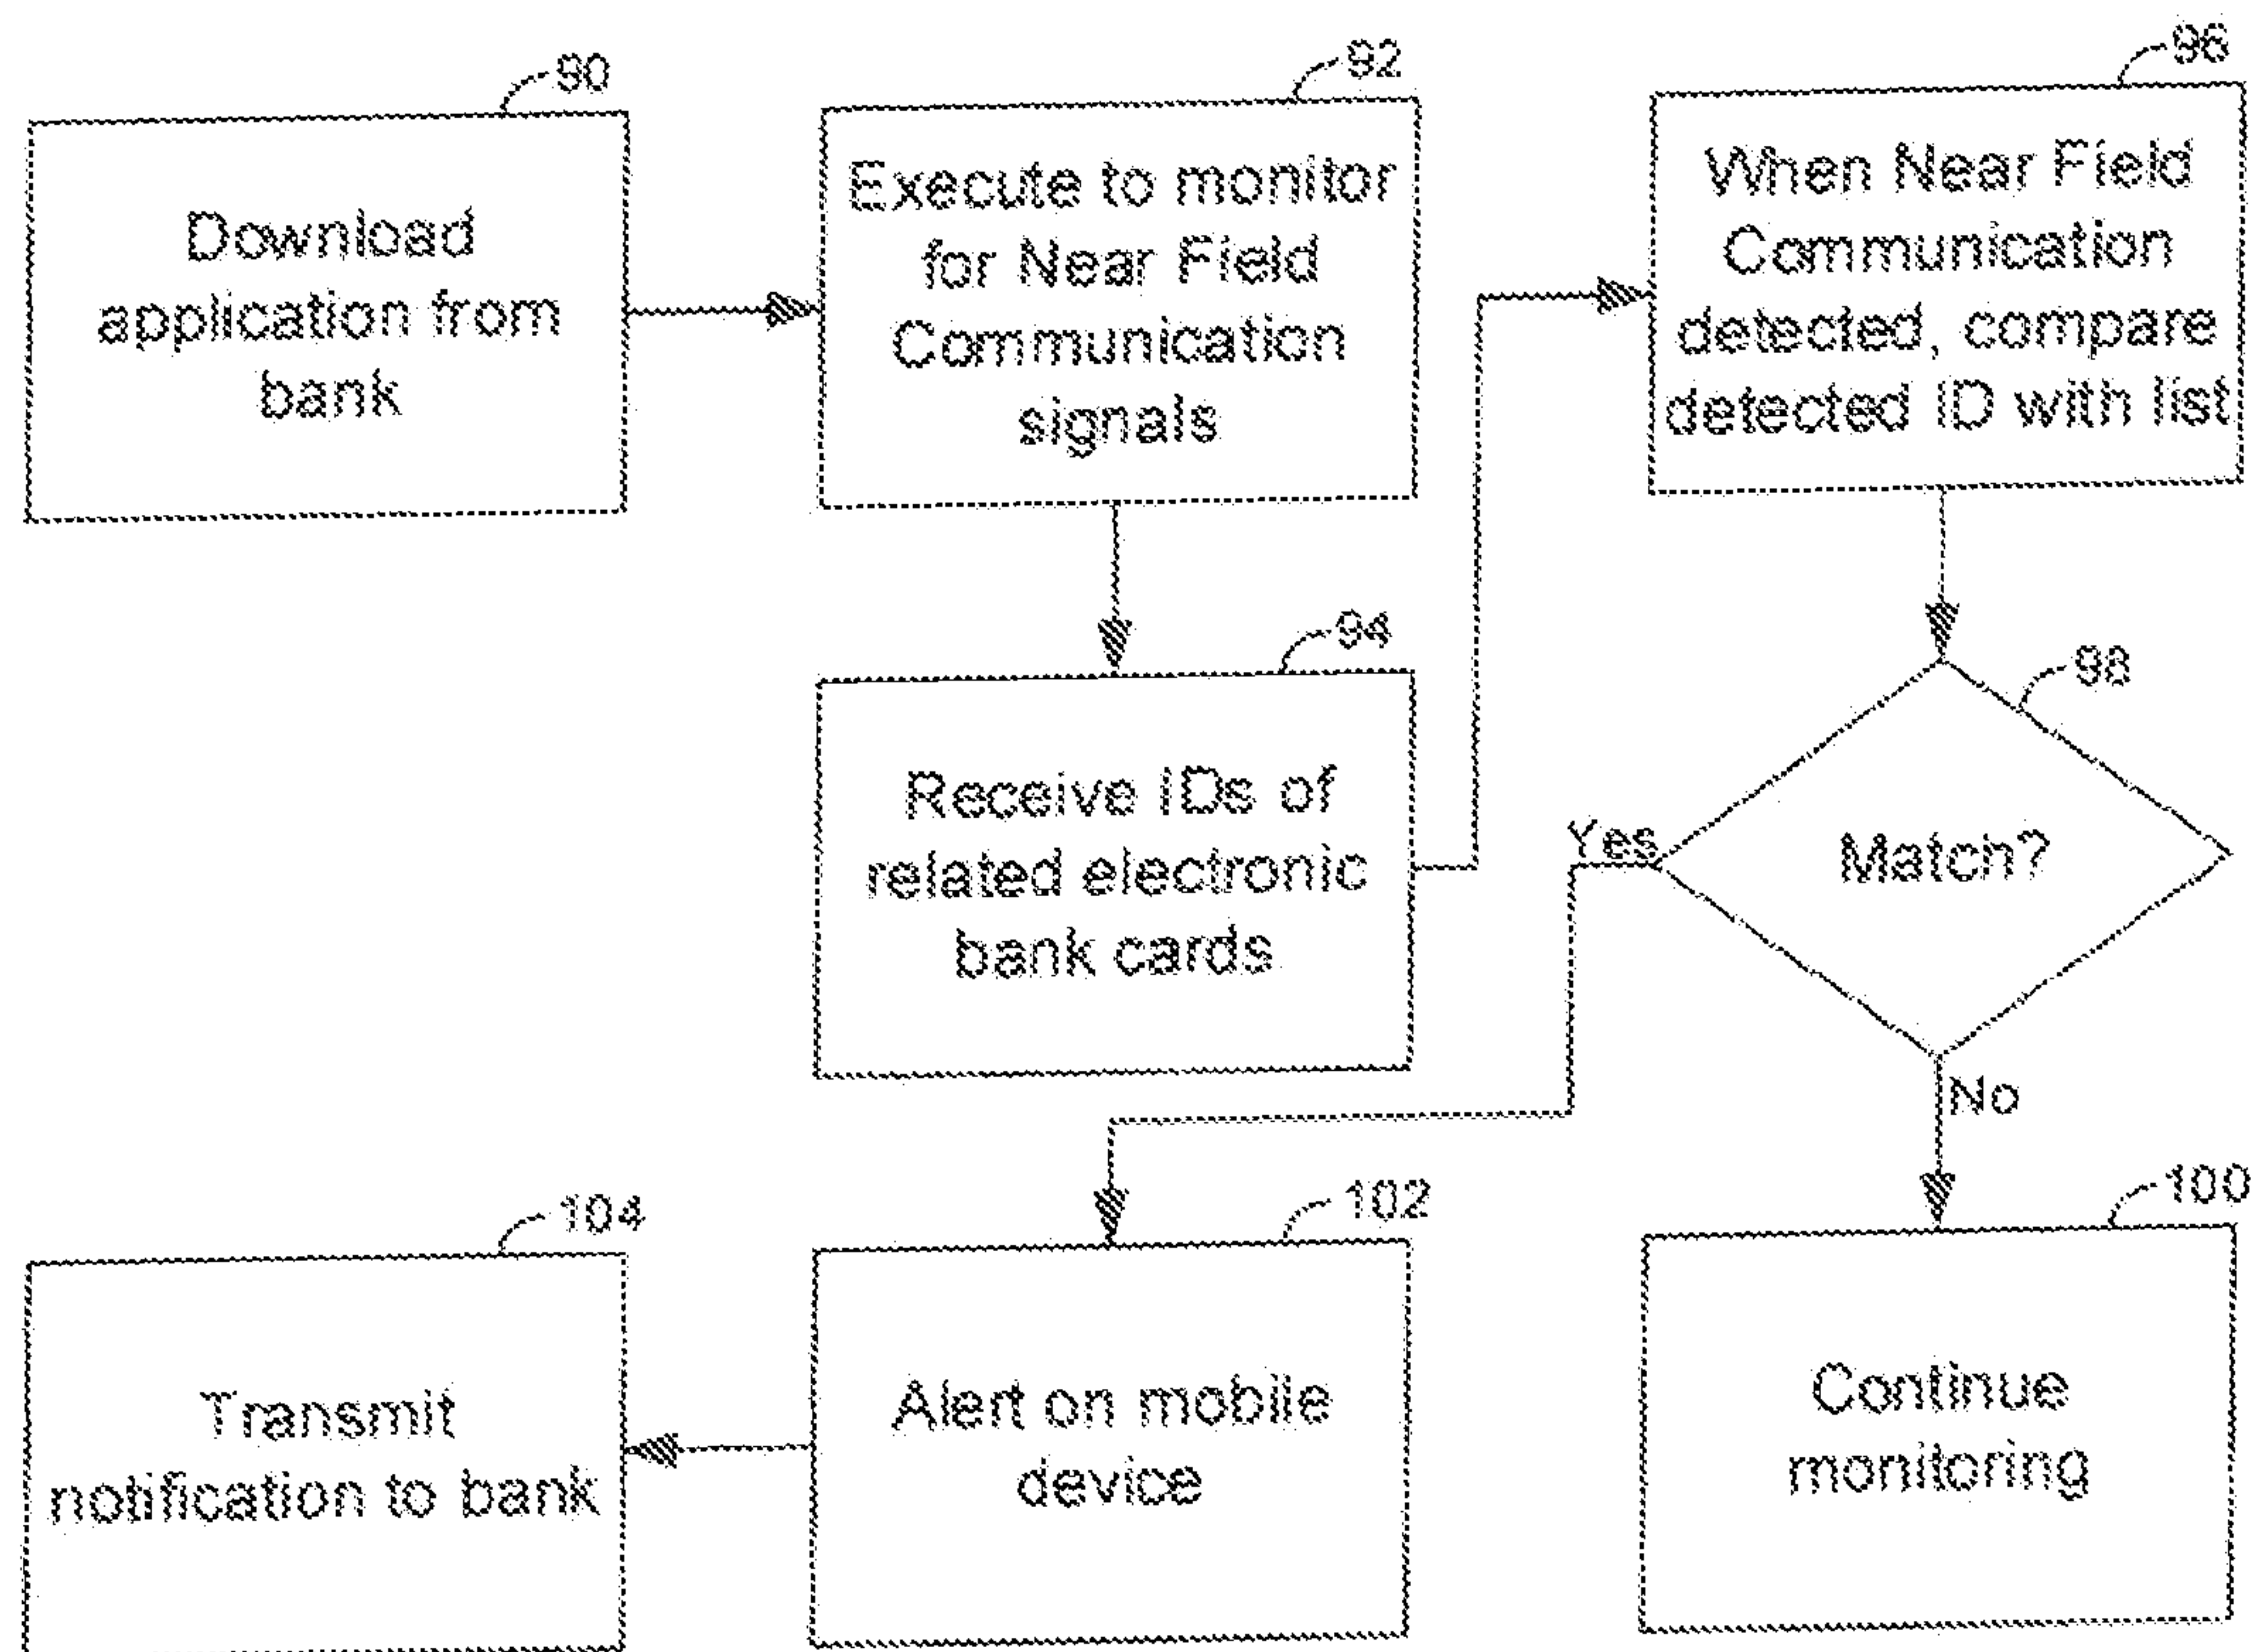 90
Download
application from
bank
92
Execute to monitor
for Near Field
Communication
signals
96
When Near Field
Communication
detected, compare
detected ID with list
94
Receive IDs of
related electronic
bank cards
98
Match?
Yes
No
104
Transmit
notification to bank
102
Alert on mobile
device
100
Continue
monitoring